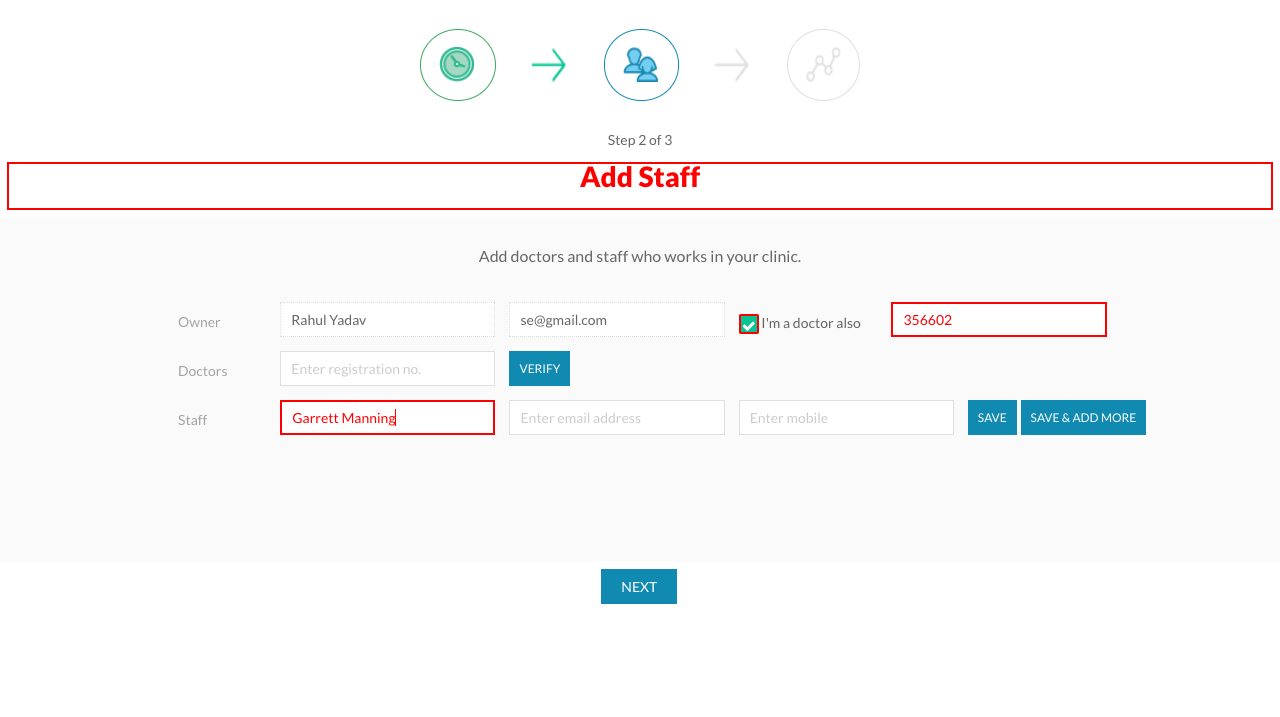 Step 2 of 3
Add Staff
Add doctors and staff who works in your clinic.
Owner Rahul Yadav se@gmail.com I'm a doctor also 356602
Doctors Enter registration no. VERIFY
Staff Garrett Manning Enter email address Enter mobile SAVE SAVE & ADD MORE
NEXT